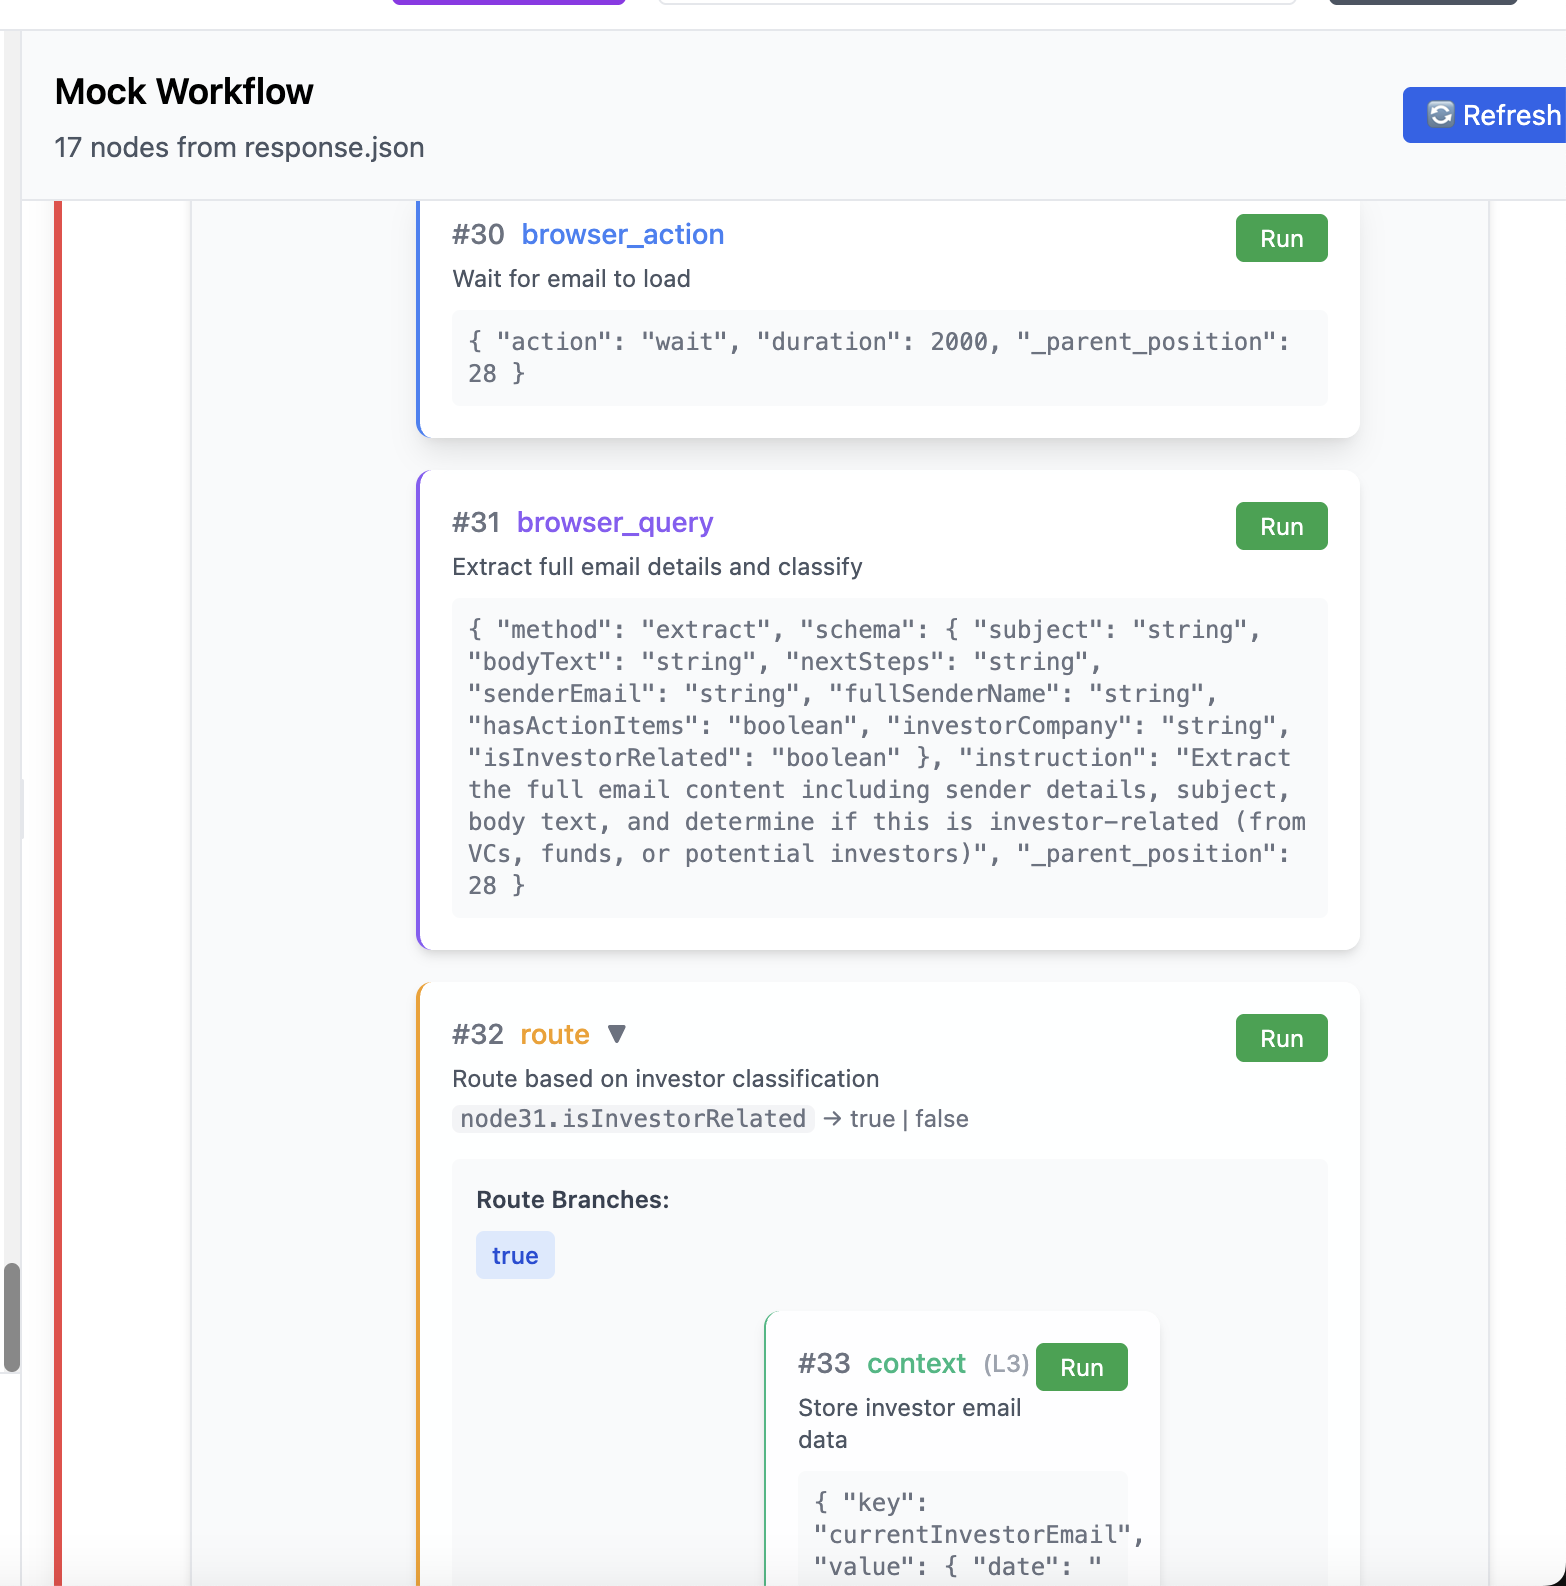 Mock Workflow
17 nodes from response.json
Refresh
#30 browser_action
Run
Wait for email to load
{ "action": "wait", "duration": 2000, "_parent_position":
28 }
#31 browser_query
Run
Extract full email details and classify
{ "method": "extract", "schema": { "subject": "string",
"bodyText": "string", "nextSteps": "string",
"senderEmail": "string", "fullSenderName": "string",
"hasActionItems": "boolean", "investorCompany": "string",
"isInvestorRelated": "boolean" }, "instruction": "Extract
the full email content including sender details, subject,
body text, and determine if this is investor-related (from
VCs, funds, or potential investors)", "_parent_position":
28 }
#32 route ▼
Run
Route based on investor classification
node31.isInvestorRelated → true | false
Route Branches:
true
#33 context (L3)
Run
Store investor email
data
{ "key":
"currentInvestorEmail",
"value": { "date": "